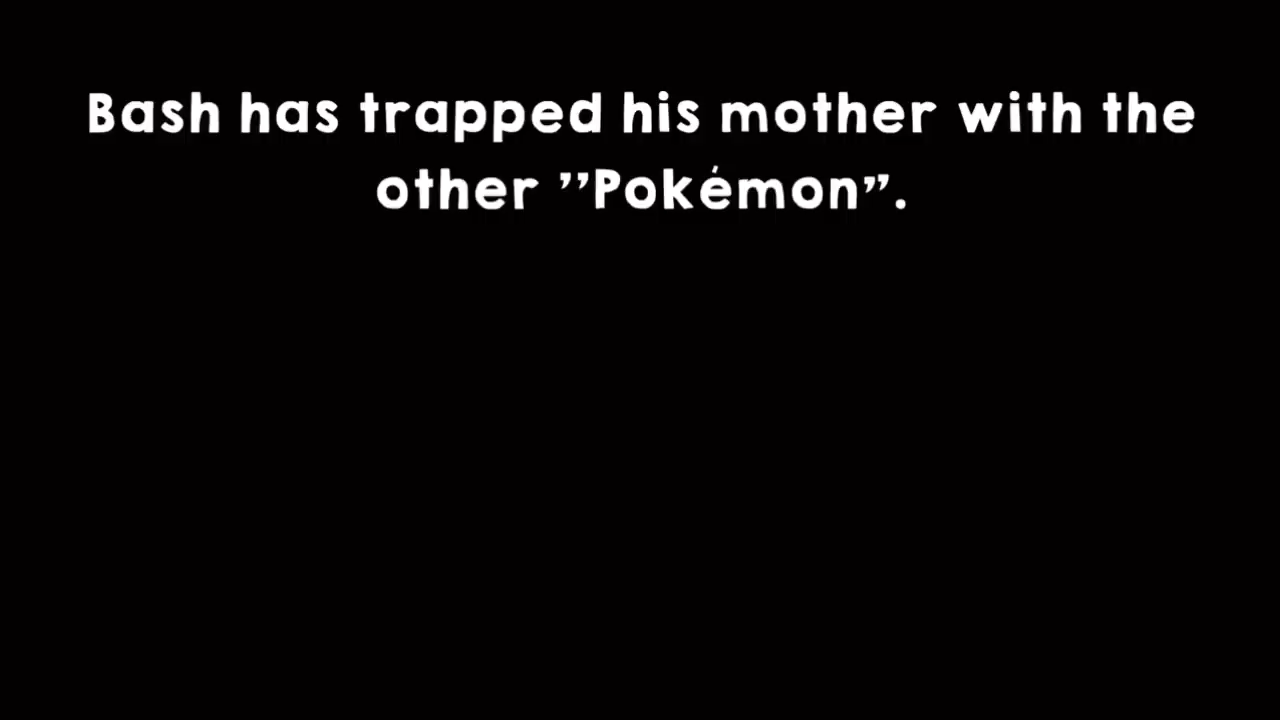 Bash has trapped his mother with the
other ’’Pokémon”.